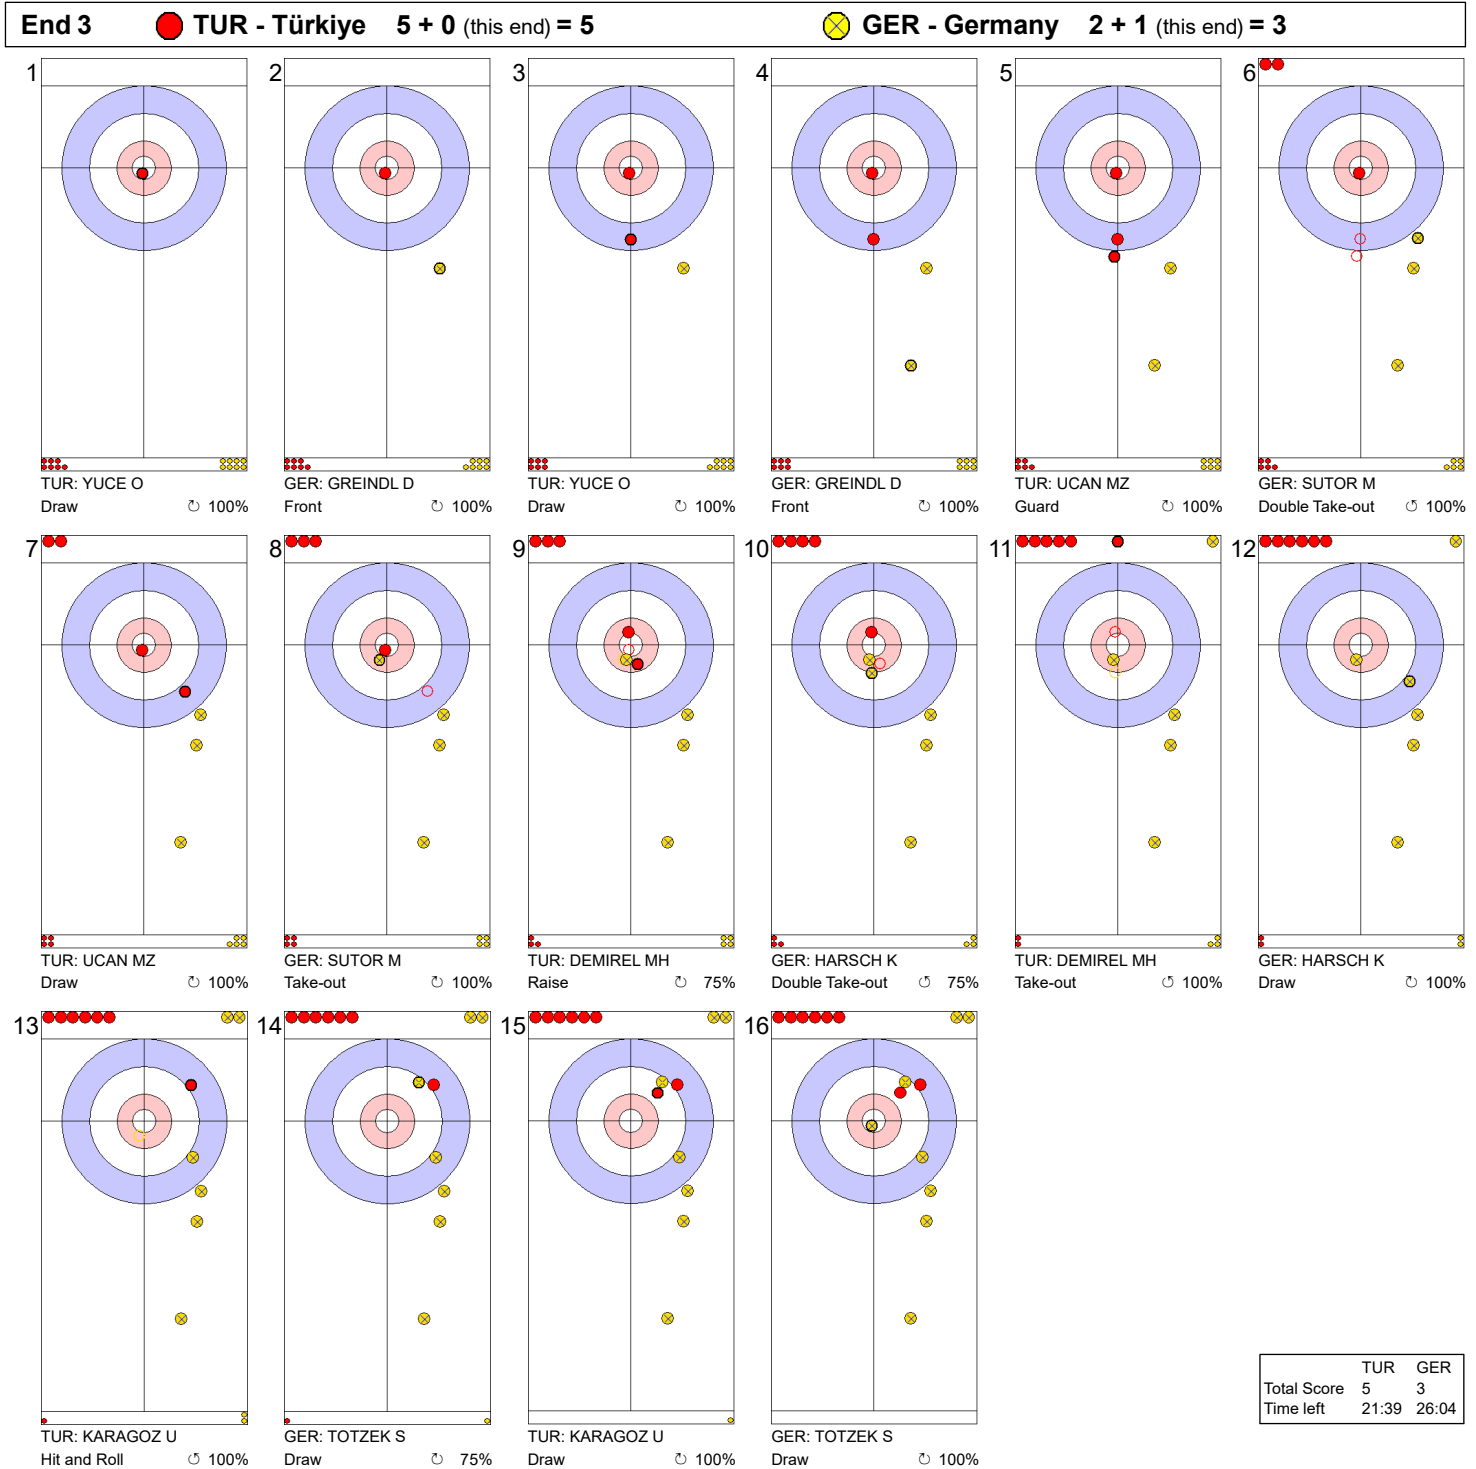 End 3 TUR - Türkiye 5 + 0 (this end) = 5 GER - Germany 2 + 1 (this end) = 3
1 2 3 4 5 6
TUR: YUCE O GER: GREINDL D TUR: YUCE O GER: GREINDL D TUR: UCAN MZ GER: SUTOR M
Draw ↻ 100% Front ↻ 100% Draw ↻ 100% Front ↻ 100% Guard ↻ 100% Double Take-out ↻ 100%
7 8 9 10 11 12
TUR: UCAN MZ GER: SUTOR M TUR: DEMIREL MH GER: HARSCH K TUR: DEMIREL MH GER: HARSCH K
Draw ↻ 100% Take-out ↻ 100% Raise ↻ 75% Double Take-out ↺ 75% Take-out ↻ 100% Draw ↻ 100%
13 14 15 16
TUR: KARAGOZ U GER: TOTZEK S TUR: KARAGOZ U GER: TOTZEK S
Hit and Roll ↻ 100% Draw ↻ 75% Draw ↻ 100% Draw ↻ 100%
TUR GER
Total Score 5 3
Time left 21:39 26:04